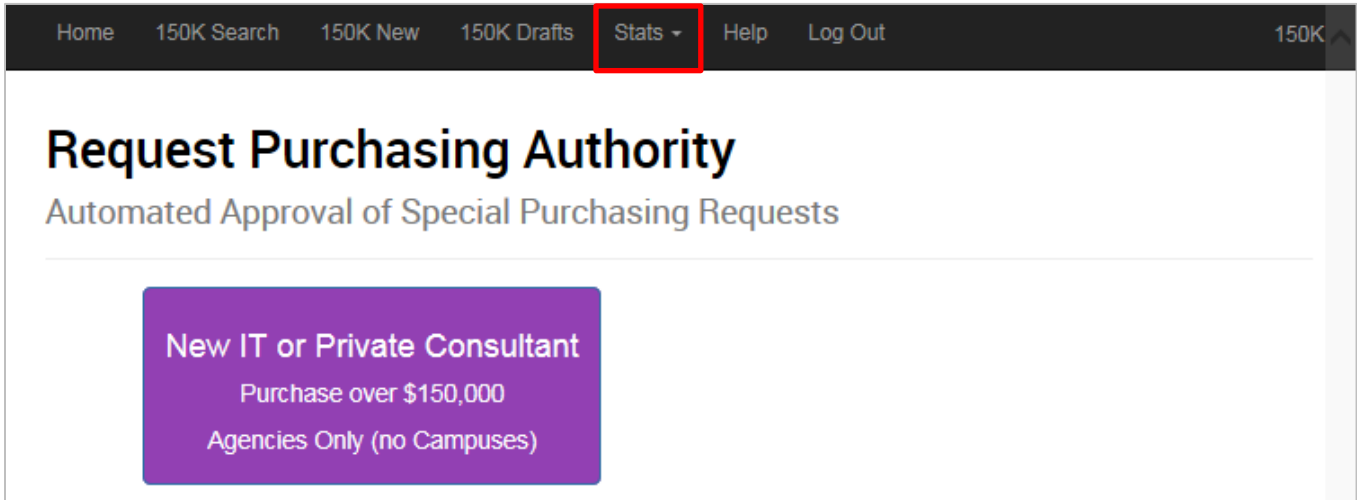 Home 150K Search 150K New 150K Drafts Stats Help Log Out 150K
Request Purchasing Authority
Automated Approval of Special Purchasing Requests
New IT or Private Consultant
Purchase over $150,000
Agencies Only (no Campuses)